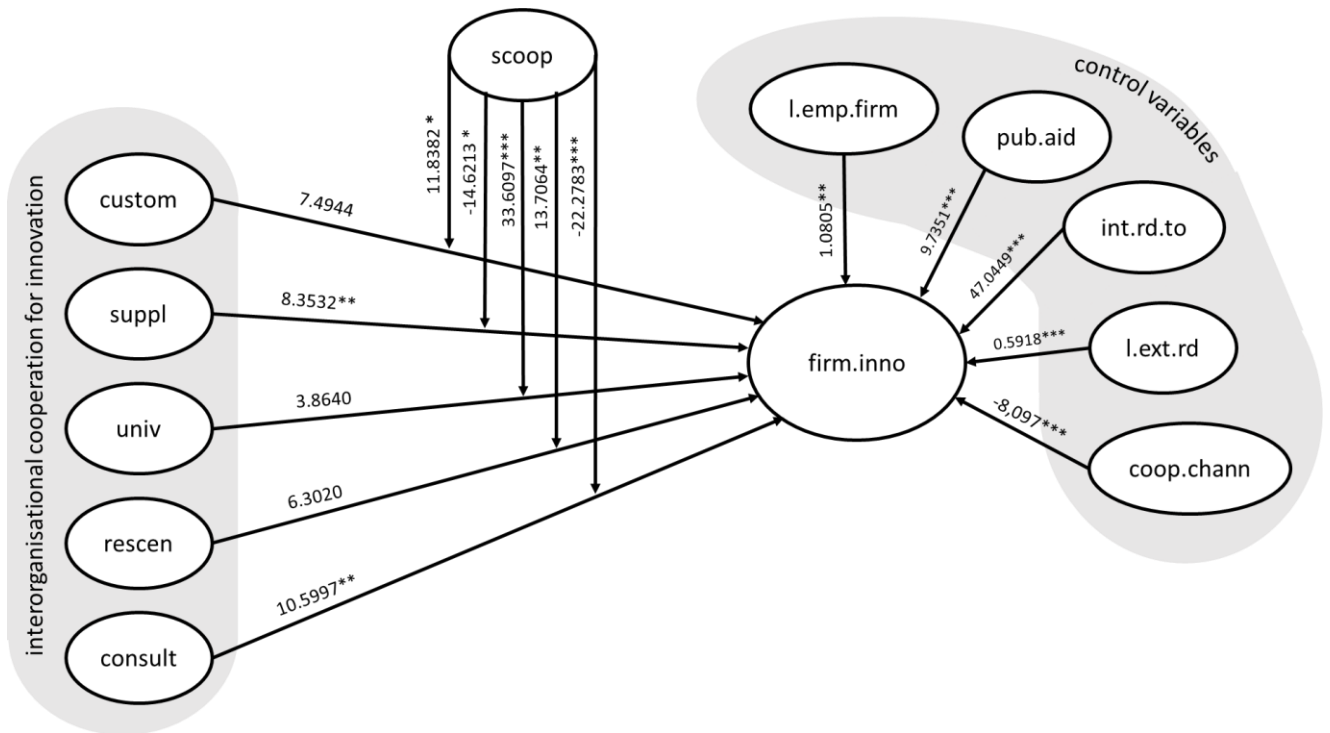 scoop
11.8382 *
-14.6213 *
33.6097***
13.7064**
-22.2783***
interorganisational cooperation for innovation
custom
suppl
univ
rescen
consult
7.4944
8.3532**
3.8640
6.3020
10.5997**
firm.inno
control variables
l.emp.firm
pub.aid
int.rd.to
l.ext.rd
coop.chann
1.0805**
9.7351***
47.0449***
0.5918***
-8,097***